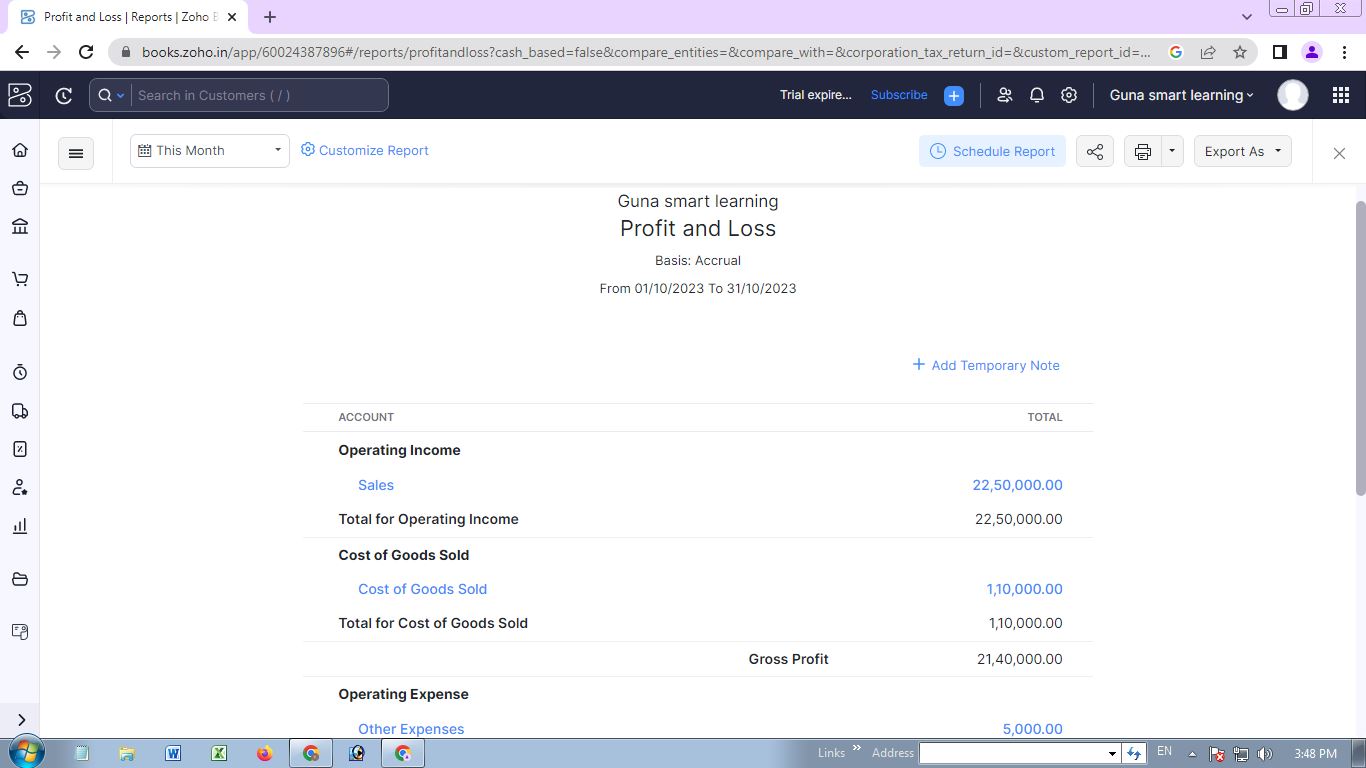 Profit and Loss | Reports | Zoho B
books.zoho.in/app/60024387896#/reports/profitandloss?cash_based=false&compare_entities=&compare_with=&corporation_tax_return_id=&custom_report_id=...
Search in Customers ( / )
Trial expire...
Subscribe
Guna smart learning
This Month
Customize Report
Schedule Report
Export As
Guna smart learning
Profit and Loss
Basis: Accrual
From 01/10/2023 To 31/10/2023
+ Add Temporary Note
ACCOUNT TOTAL
Operating Income
Sales 22,50,000.00
Total for Operating Income 22,50,000.00
Cost of Goods Sold
Cost of Goods Sold 1,10,000.00
Total for Cost of Goods Sold 1,10,000.00
Gross Profit 21,40,000.00
Operating Expense
Other Expenses 5,000.00
Links » Address EN 3:48 PM